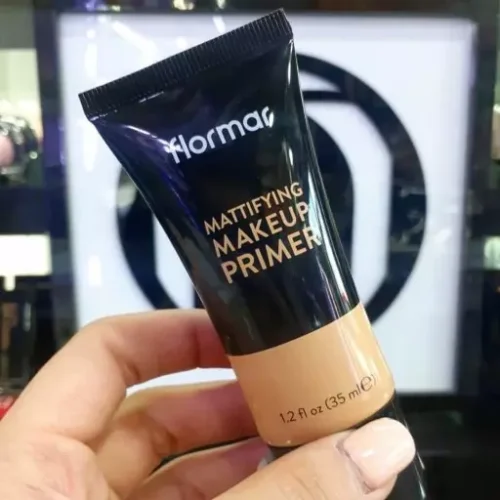 flormar
MATTIFYING
MAKEUP
PRIMER
1.2 fl oz (35 ml℮)